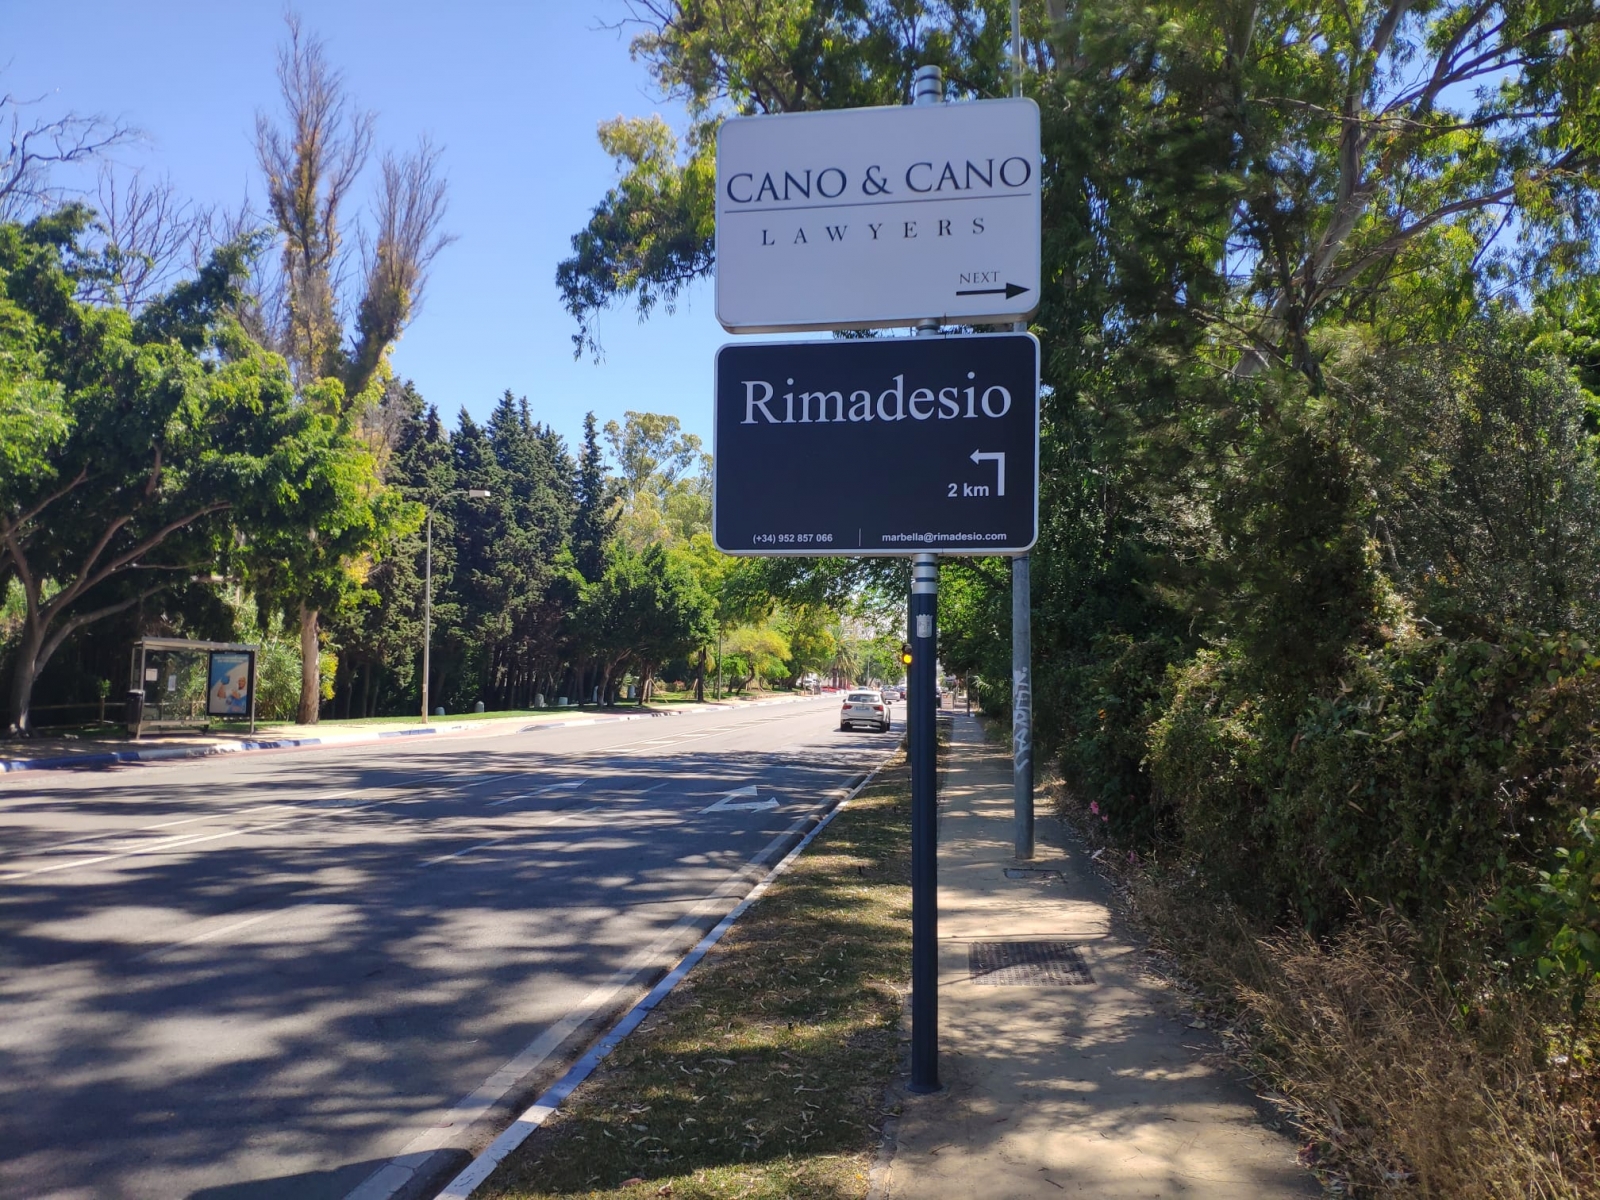 CANO & CANO
LAWYERS
NEXT
Rimadesio
2 km
(+34) 952 857 066
marbella@rimadesio.com